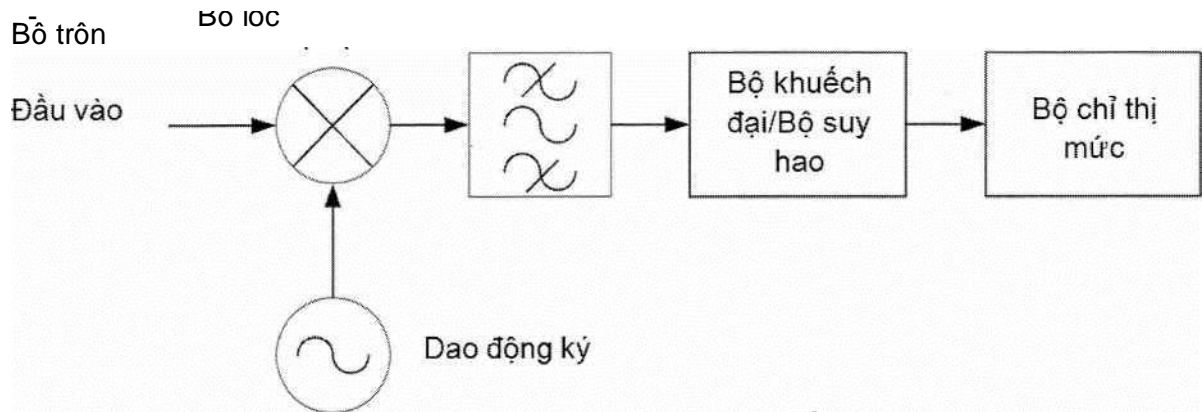 Bộ lọc
Bộ trộn
Đầu vào
Bộ khuếch
đại/Bộ suy
hao
Bộ chỉ thị
mức
Dao động ký